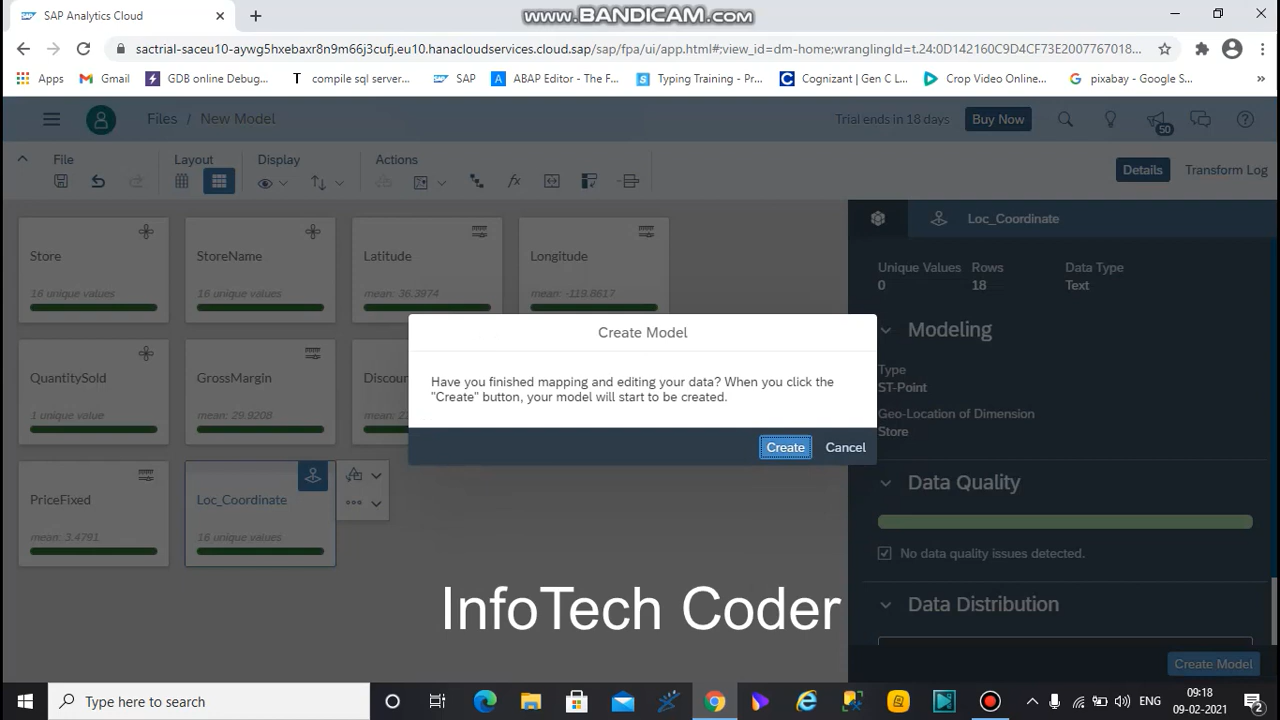 SAP Analytics Cloud
www.BANDICAM.com
sactrial-saceu10-aywg5hxebaxr8n9m66j3cufj.eu10.hanacloudservices.cloud.sap/sap/fpa/ui/app.html#;view_id=dm-home;wranglingId=t.24:0D142160C9D4CF73E2007767018...
Apps
Gmail
GDB online Debug...
compile sql server...
SAP
ABAP Editor - The F...
Typing Training - Pr...
Cognizant | Gen C L...
Crop Video Online...
pixabay - Google S...
»
Files / New Model
Trial ends in 18 days
Buy Now
50
File
Layout
Display
Actions
Details
Transform Log
Store
16 unique values
StoreName
16 unique values
Latitude
mean: 36.3974
Longitude
mean: -119.8617
Loc_Coordinate
Unique Values
Rows
Data Type
0
18
Text
Modeling
Type
ST-Point
Geo-Location of Dimension
Store
Create Model
Have you finished mapping and editing your data? When you click the
"Create" button, your model will start to be created.
Create
Cancel
QuantitySold
1 unique value
GrossMargin
mean: 29.9208
Discoun
PriceFixed
mean: 3.4791
Loc_Coordinate
16 unique values
Data Quality
No data quality issues detected.
Data Distribution
Create Model
InfoTech Coder
Type here to search
ENG
09:18
09-02-2021
2